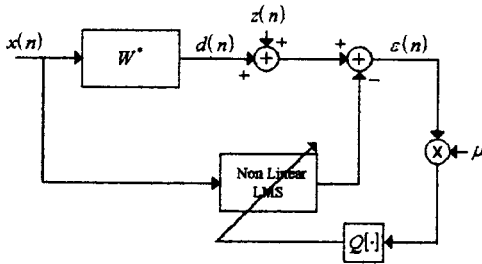 z(n)
x(n)
W*
d(n)
+
+
+
+
+
−
ε(n)
X
μ
Non Linear
LMS
Q[·]